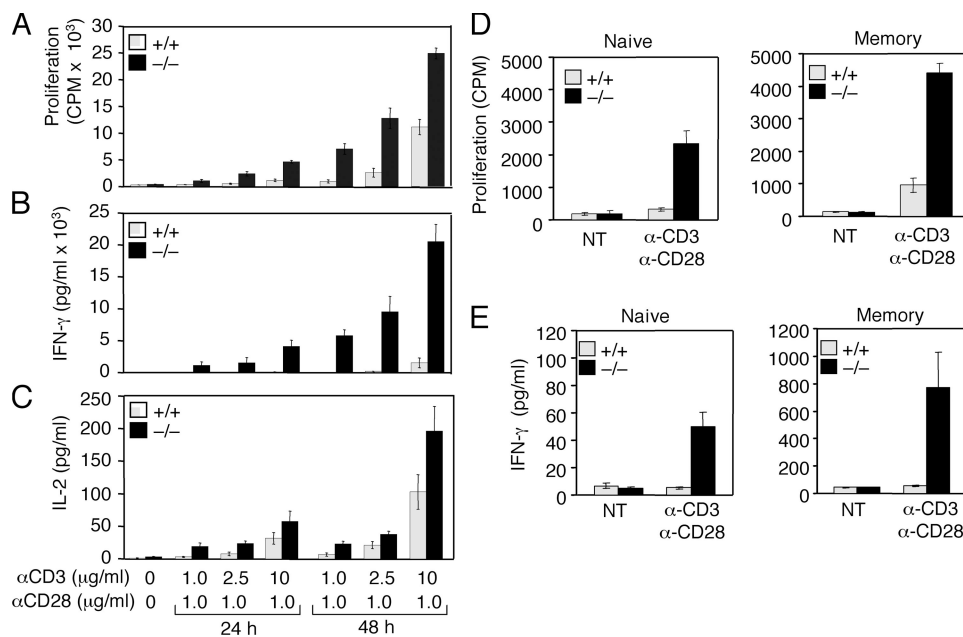 A
Proliferation
(CPM x 10³)
30
25
20
15
10
5
0
+/+
−/−
B
IFN-γ (pg/ml x 10³)
25
20
15
10
5
0
+/+
−/−
C
IL-2 (pg/ml)
250
200
150
100
50
0
+/+
−/−
αCD3 (μg/ml) 0 1.0 2.5 10 1.0 2.5 10
αCD28 (μg/ml) 0 1.0 1.0 1.0 1.0 1.0 1.0
24 h 48 h
D
Naive
Proliferation (CPM)
5000
4000
3000
2000
1000
0
+/+
−/−
NT α-CD3
α-CD28
Memory
5000
4000
3000
2000
1000
0
+/+
−/−
NT α-CD3
α-CD28
E
Naive
IFN-γ (pg/ml)
120
100
80
60
40
20
0
+/+
−/−
NT α-CD3
α-CD28
Memory
1200
1000
800
600
400
200
0
+/+
−/−
NT α-CD3
α-CD28